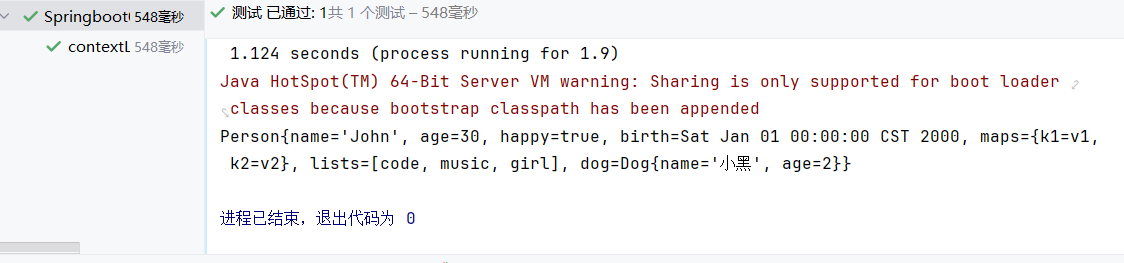 Springboot 548毫秒
测试 已通过: 1共 1 个测试 – 548毫秒
contextL 548毫秒
1.124 seconds (process running for 1.9)
Java HotSpot(TM) 64-Bit Server VM warning: Sharing is only supported for boot loader
classes because bootstrap classpath has been appended
Person{name='John', age=30, happy=true, birth=Sat Jan 01 00:00:00 CST 2000, maps={k1=v1,
k2=v2}, lists=[code, music, girl], dog=Dog{name='小黑', age=2}}
进程已结束，退出代码为 0